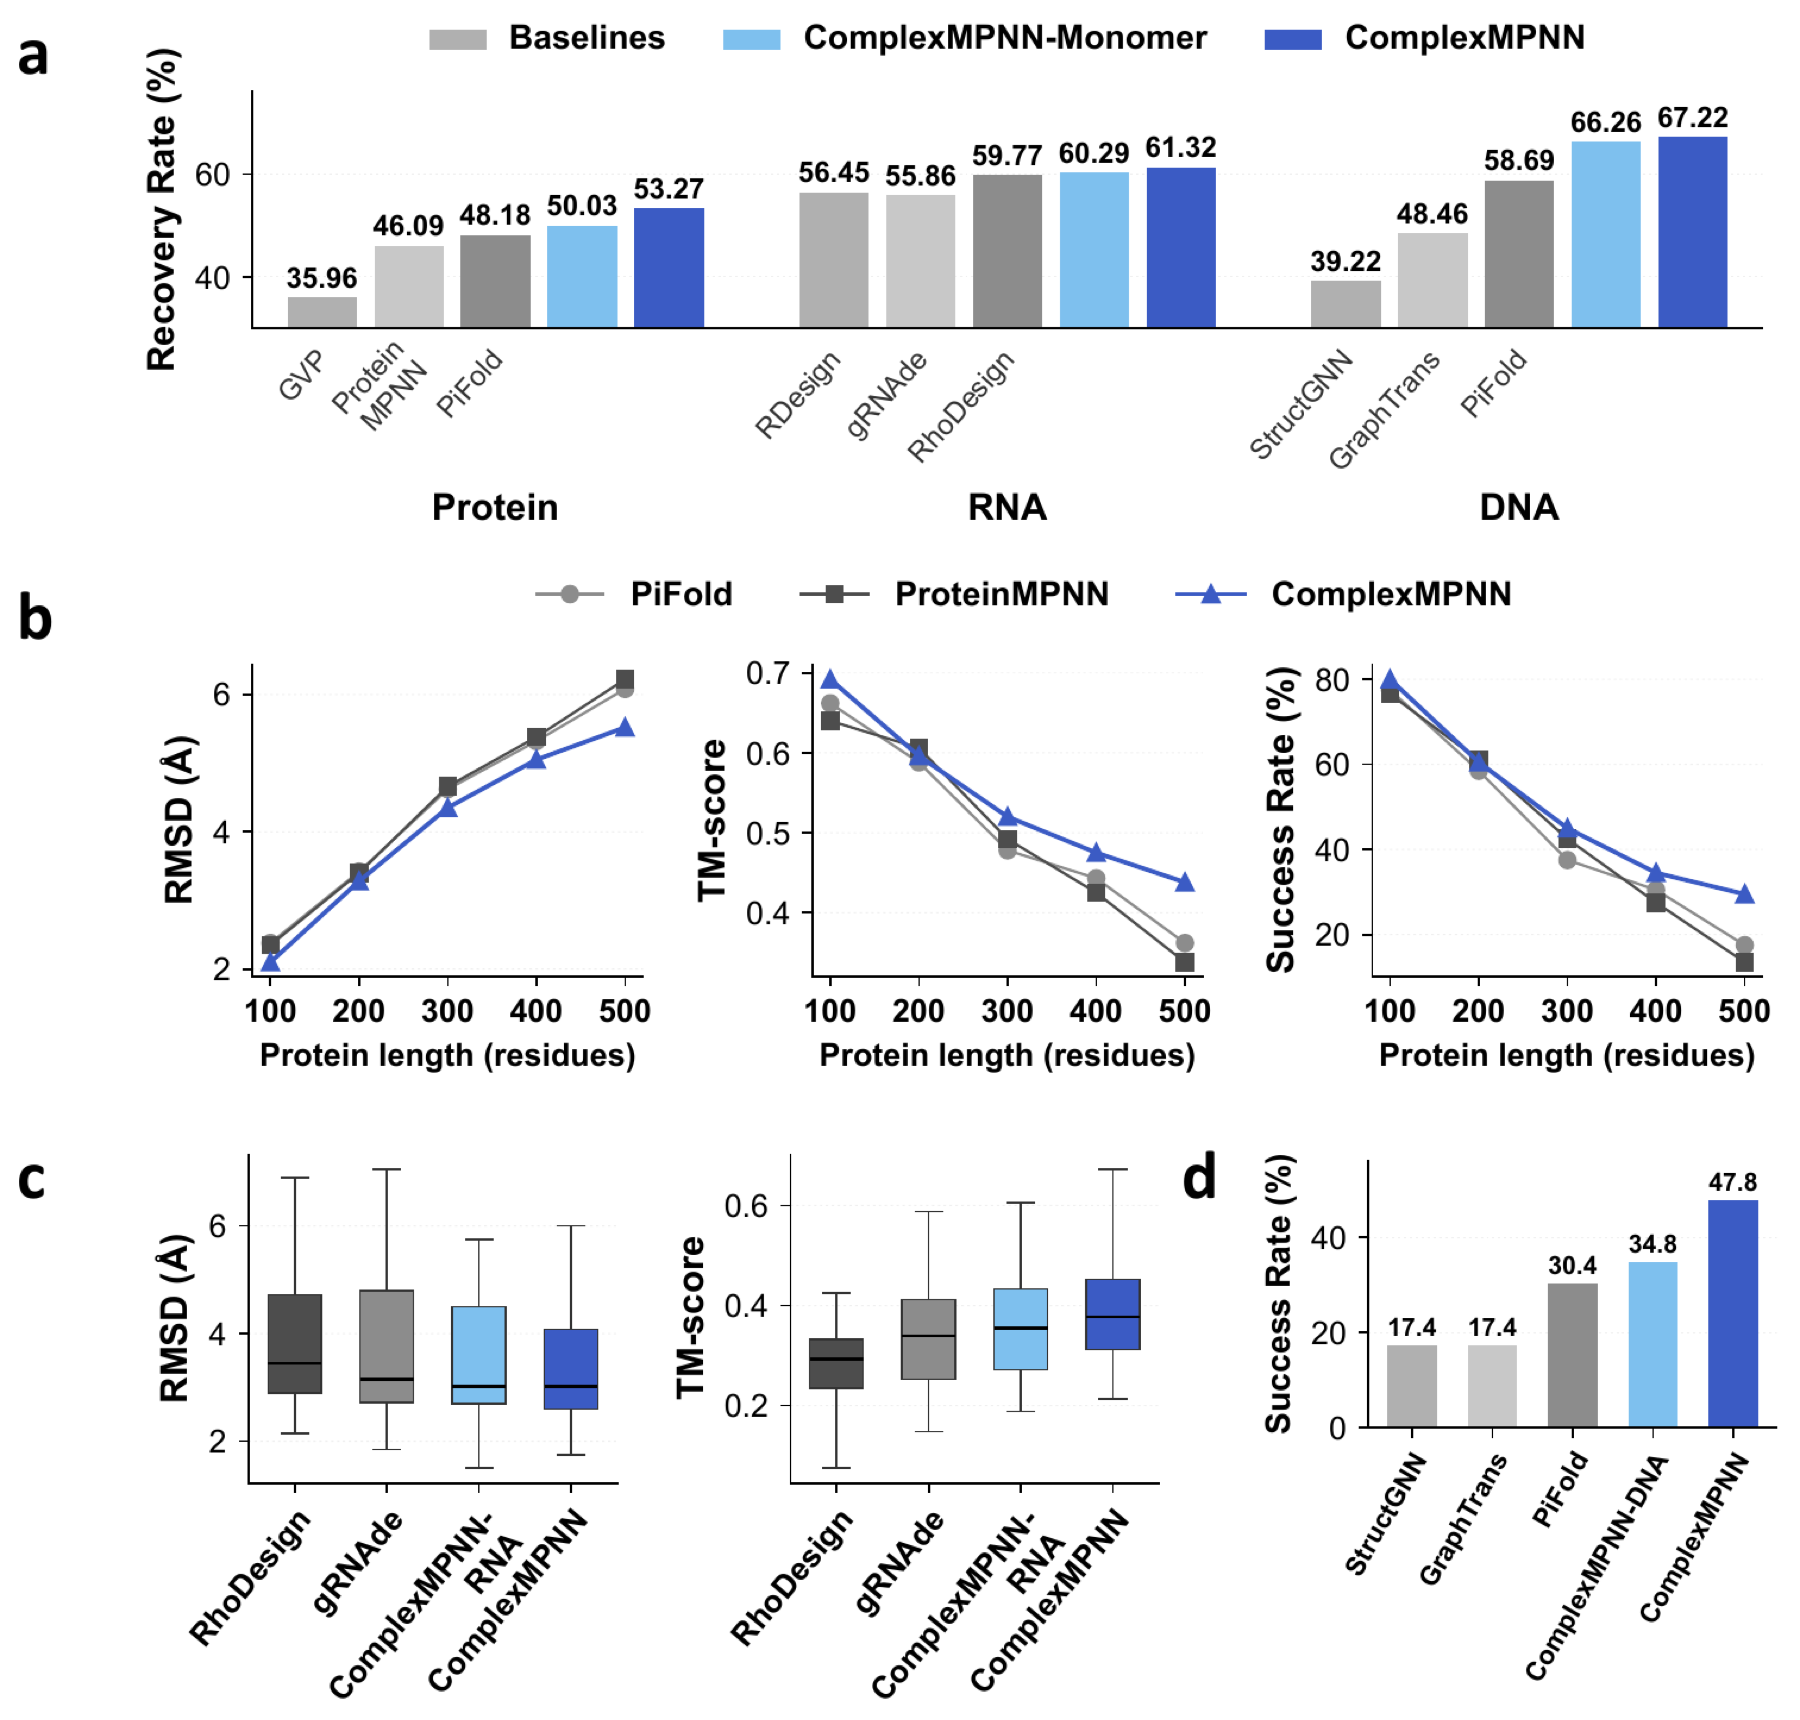 a
Baselines ComplexMPNN-Monomer ComplexMPNN
Recovery Rate (%)
60
40
35.96 46.09 48.18 50.03 53.27
56.45 55.86 59.77 60.29 61.32
39.22 48.46 58.69 66.26 67.22
GVP
Protein
MPNN
PiFold
RDesign
gRNAde
RhoDesign
StructGNN
GraphTrans
PiFold
Protein RNA DNA
b
PiFold ProteinMPNN ComplexMPNN
RMSD (Å)
6
4
2
100 200 300 400 500
Protein length (residues)
TM-score
0.7
0.6
0.5
0.4
100 200 300 400 500
Protein length (residues)
Success Rate (%)
80
60
40
20
100 200 300 400 500
Protein length (residues)
c
RMSD (Å)
6
4
2
RhoDesign
gRNAde
ComplexMPNN-
RNA
ComplexMPNN
TM-score
0.6
0.4
0.2
RhoDesign
gRNAde
ComplexMPNN-
RNA
ComplexMPNN
d
Success Rate (%)
40
20
0
17.4 17.4 30.4 34.8 47.8
StructGNN
GraphTrans
PiFold
ComplexMPNN-DNA
ComplexMPNN